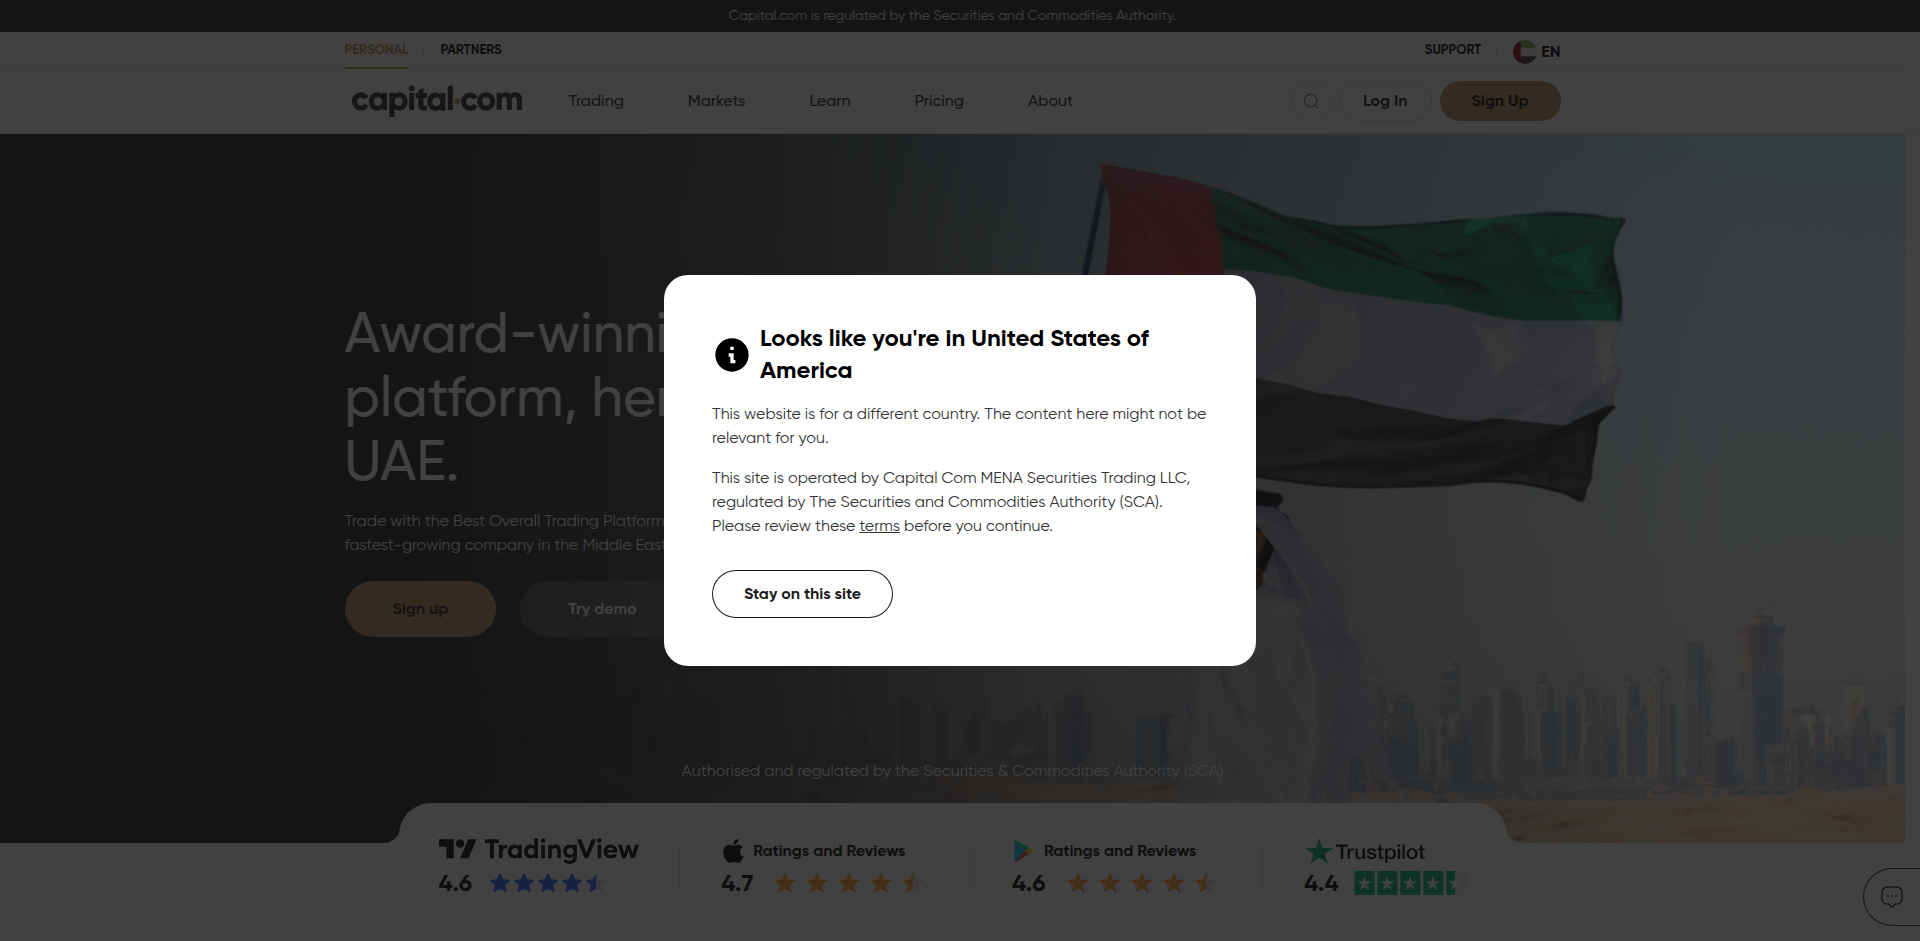 Capital.com is regulated by the Securities and Commodities Authority.
PERSONAL PARTNERS SUPPORT EN
capital.com Trading Markets Learn Pricing About Log In Sign Up
Award-winni
platform, her
UAE.
Trade with the Best Overall Trading Platform
fastest-growing company in the Middle East
Sign up Try demo
Looks like you're in United States of
America
This website is for a different country. The content here might not be
relevant for you.
This site is operated by Capital Com MENA Securities Trading LLC,
regulated by The Securities and Commodities Authority (SCA).
Please review these terms before you continue.
Stay on this site
Authorised and regulated by the Securities & Commodities Authority (SCA)
TradingView Ratings and Reviews Ratings and Reviews Trustpilot
4.6 4.7 4.6 4.4